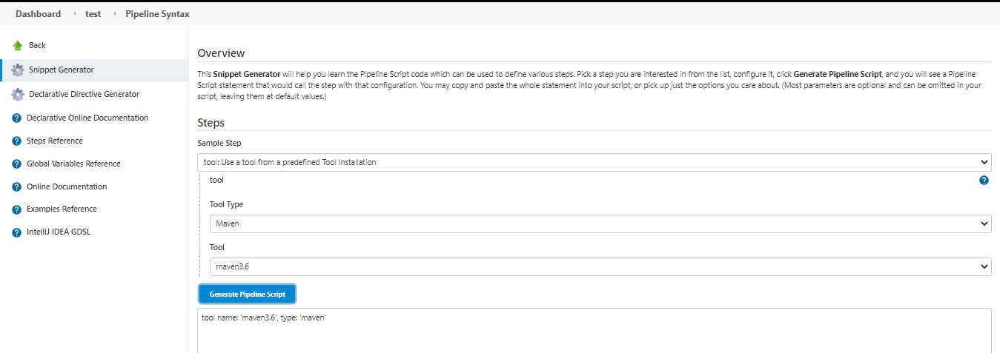 Dashboard › test › Pipeline Syntax
Back
Snippet Generator
Declarative Directive Generator
Declarative Online Documentation
Steps Reference
Global Variables Reference
Online Documentation
Examples Reference
IntelliJ IDEA GDSL
Overview
This Snippet Generator will help you learn the Pipeline Script code which can be used to define various steps. Pick a step you are interested in from the list, configure it, click Generate Pipeline Script, and you will see a Pipeline
Script statement that would call the step with that configuration. You may copy and paste the whole statement into your script, or pick up just the options you care about. (Most parameters are optional and can be omitted in your
script, leaving them at default values.)
Steps
Sample Step
tool: Use a tool from a predefined Tool Installation
tool
Tool Type
Maven
Tool
maven3.6
Generate Pipeline Script
tool name: 'maven3.6', type: 'maven'